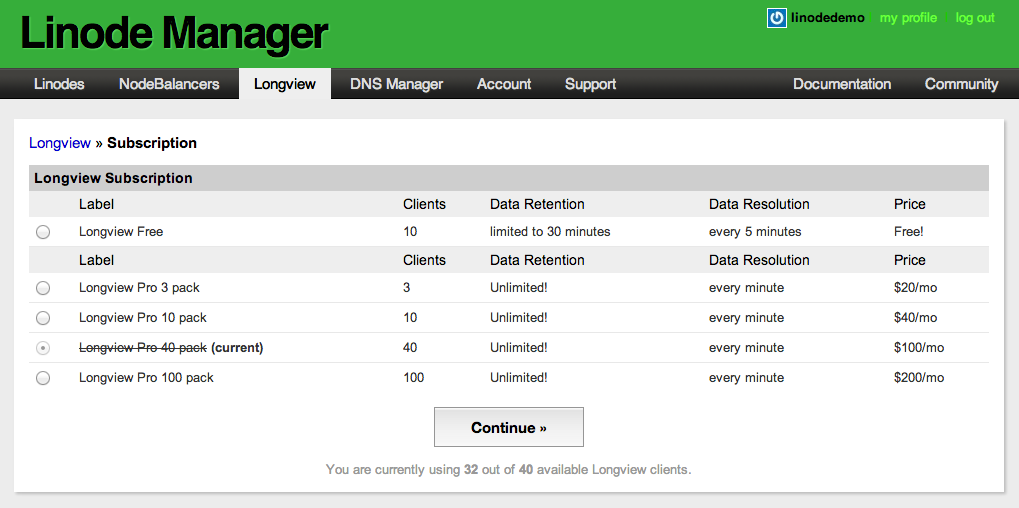 Linode Manager
linodedemo my profile log out
Linodes NodeBalancers Longview DNS Manager Account Support Documentation Community
Longview » Subscription
Longview Subscription
Label Clients Data Retention Data Resolution Price
Longview Free 10 limited to 30 minutes every 5 minutes Free!
Label Clients Data Retention Data Resolution Price
Longview Pro 3 pack 3 Unlimited! every minute $20/mo
Longview Pro 10 pack 10 Unlimited! every minute $40/mo
Longview Pro 40 pack (current) 40 Unlimited! every minute $100/mo
Longview Pro 100 pack 100 Unlimited! every minute $200/mo
Continue »
You are currently using 32 out of 40 available Longview clients.